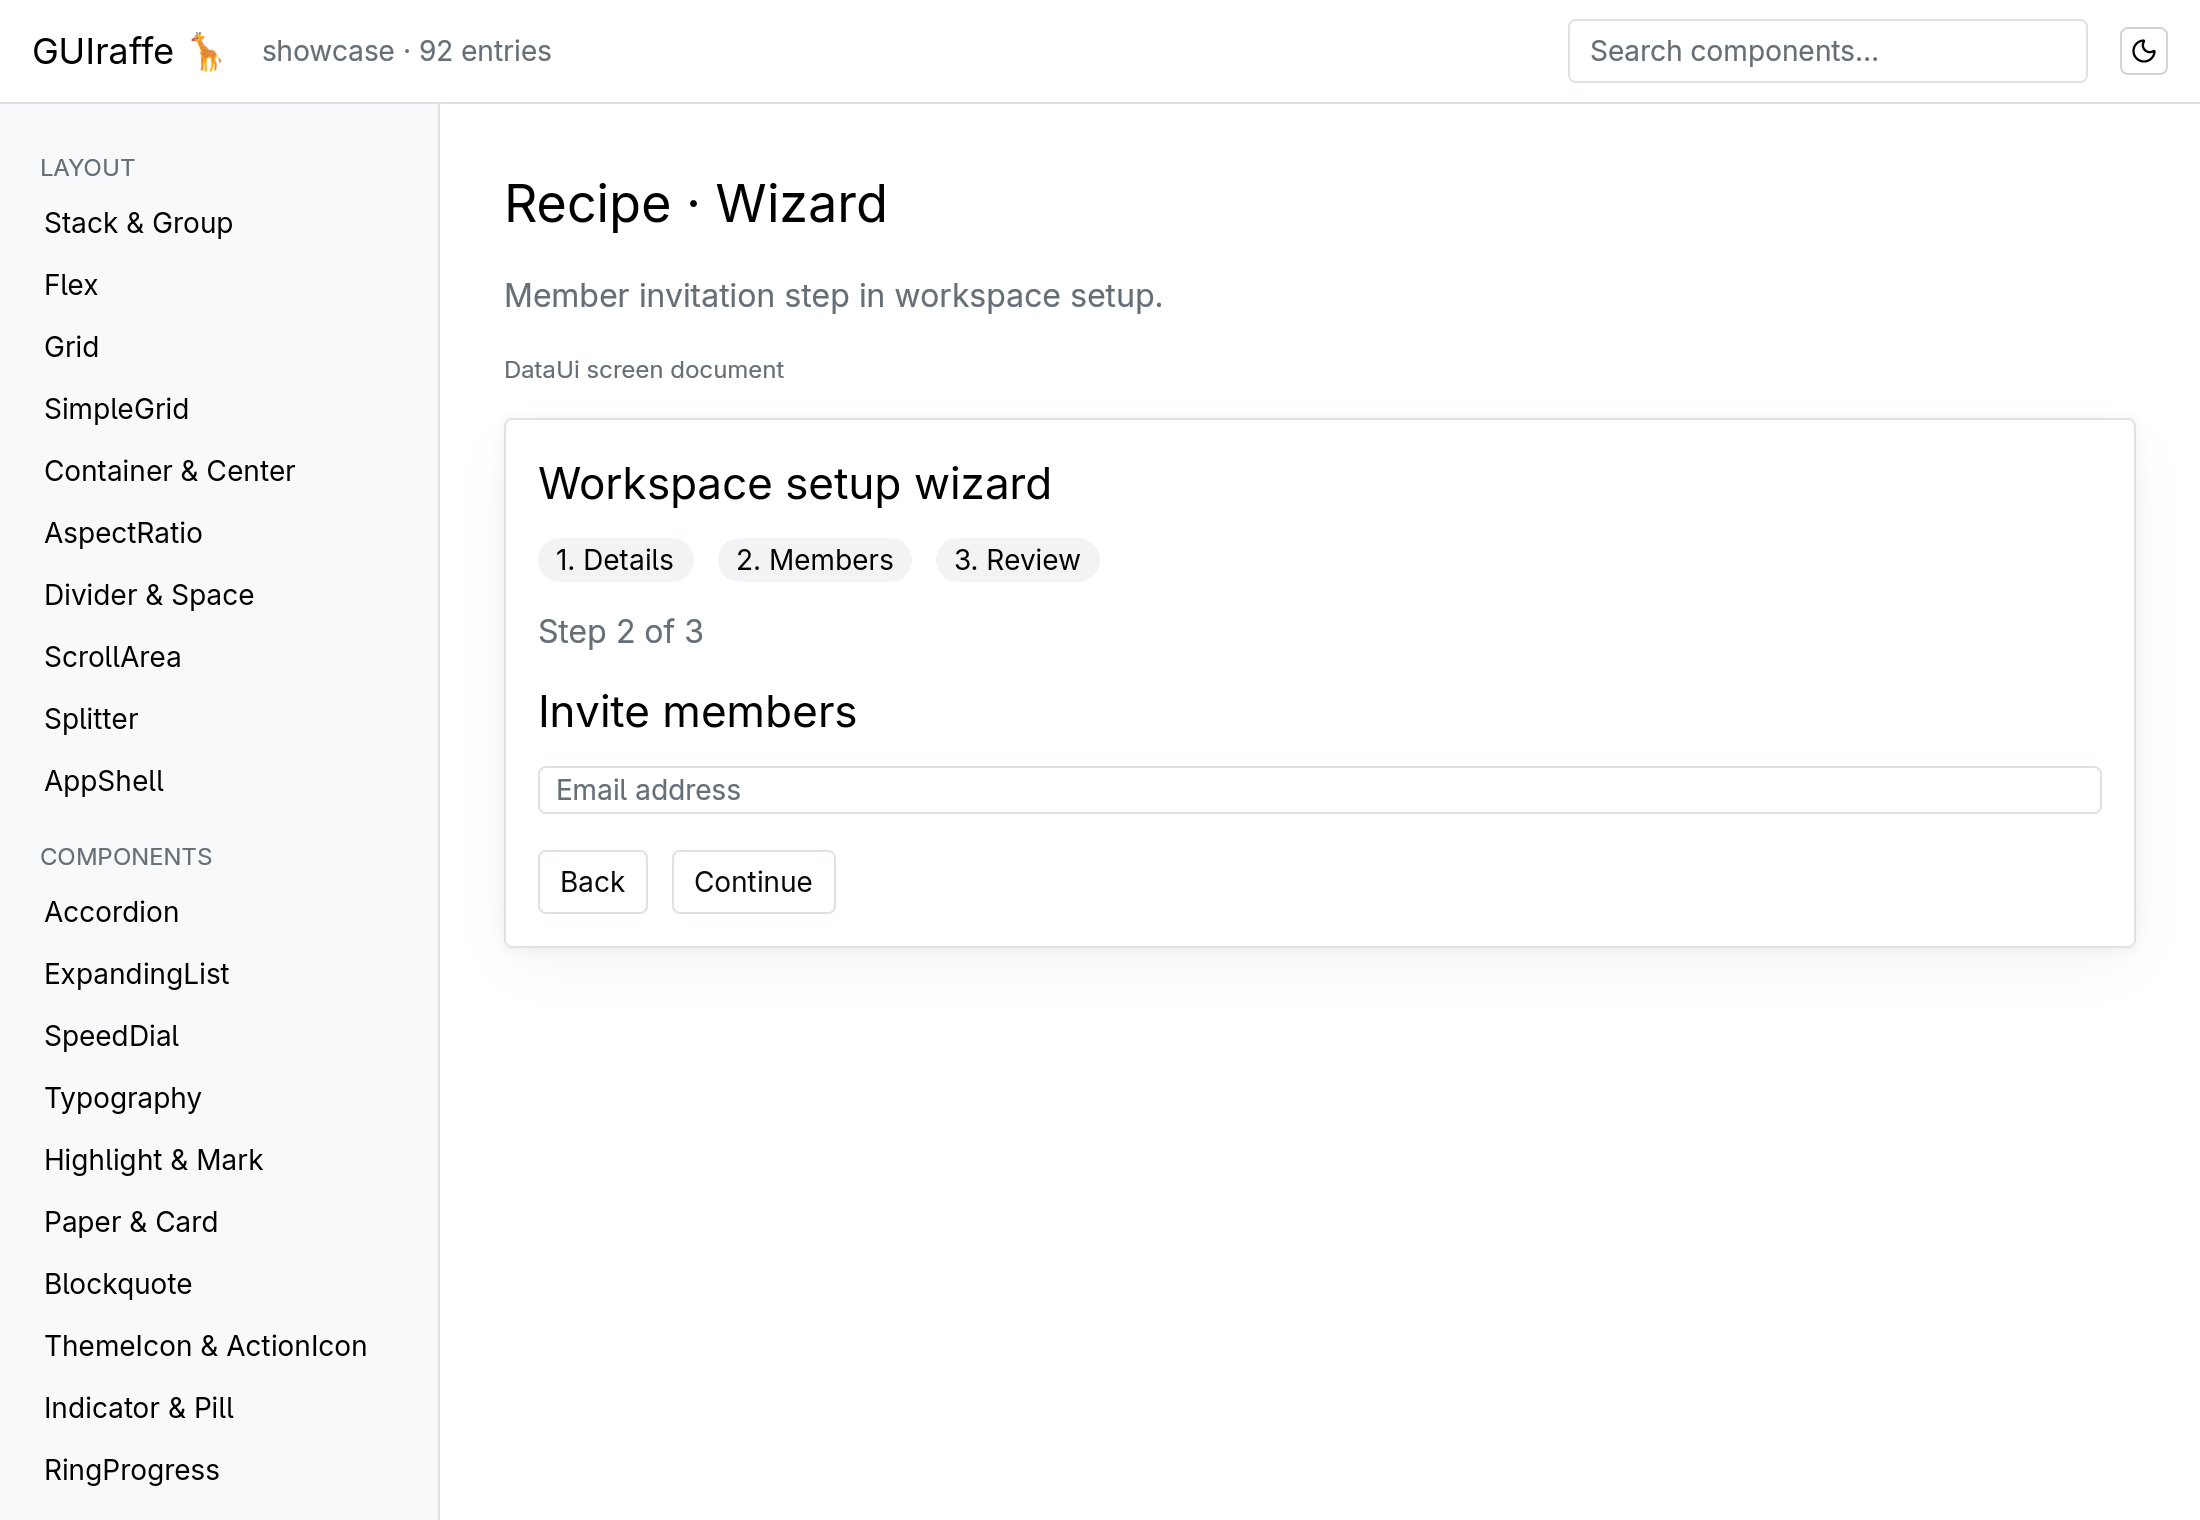 GUIraffe 🦒
showcase · 92 entries
Search components...
LAYOUT
Stack & Group
Flex
Grid
SimpleGrid
Container & Center
AspectRatio
Divider & Space
ScrollArea
Splitter
AppShell
COMPONENTS
Accordion
ExpandingList
SpeedDial
Typography
Highlight & Mark
Paper & Card
Blockquote
ThemeIcon & ActionIcon
Indicator & Pill
RingProgress
Recipe · Wizard
Member invitation step in workspace setup.
DataUi screen document
Workspace setup wizard
1. Details
2. Members
3. Review
Step 2 of 3
Invite members
Email address
Back
Continue